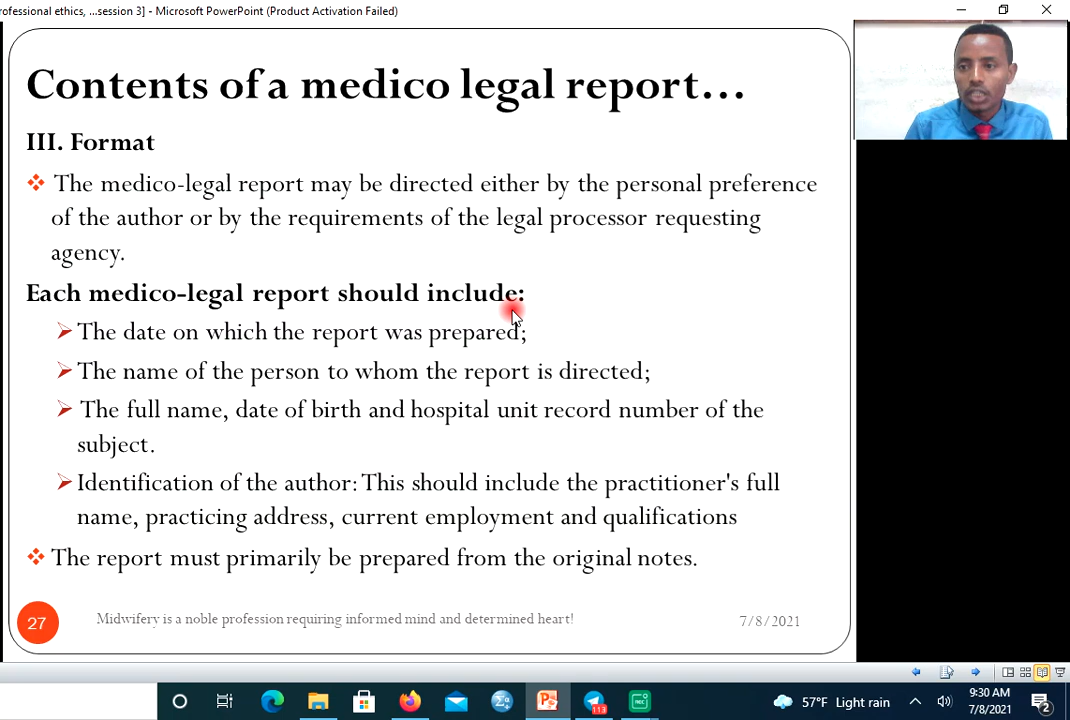 rofessional ethics, ...session 3] - Microsoft PowerPoint (Product Activation Failed)
Contents of a medico legal report...
III. Format
The medico-legal report may be directed either by the personal preference
of the author or by the requirements of the legal processor requesting
agency.
Each medico-legal report should include:
The date on which the report was prepared;
The name of the person to whom the report is directed;
The full name, date of birth and hospital unit record number of the
subject.
Identification of the author: This should include the practitioner's full
name, practicing address, current employment and qualifications
The report must primarily be prepared from the original notes.
27
Midwifery is a noble profession requiring informed mind and determined heart!
7/8/2021
113
REC
57°F Light rain
9:30 AM
7/8/2021
2